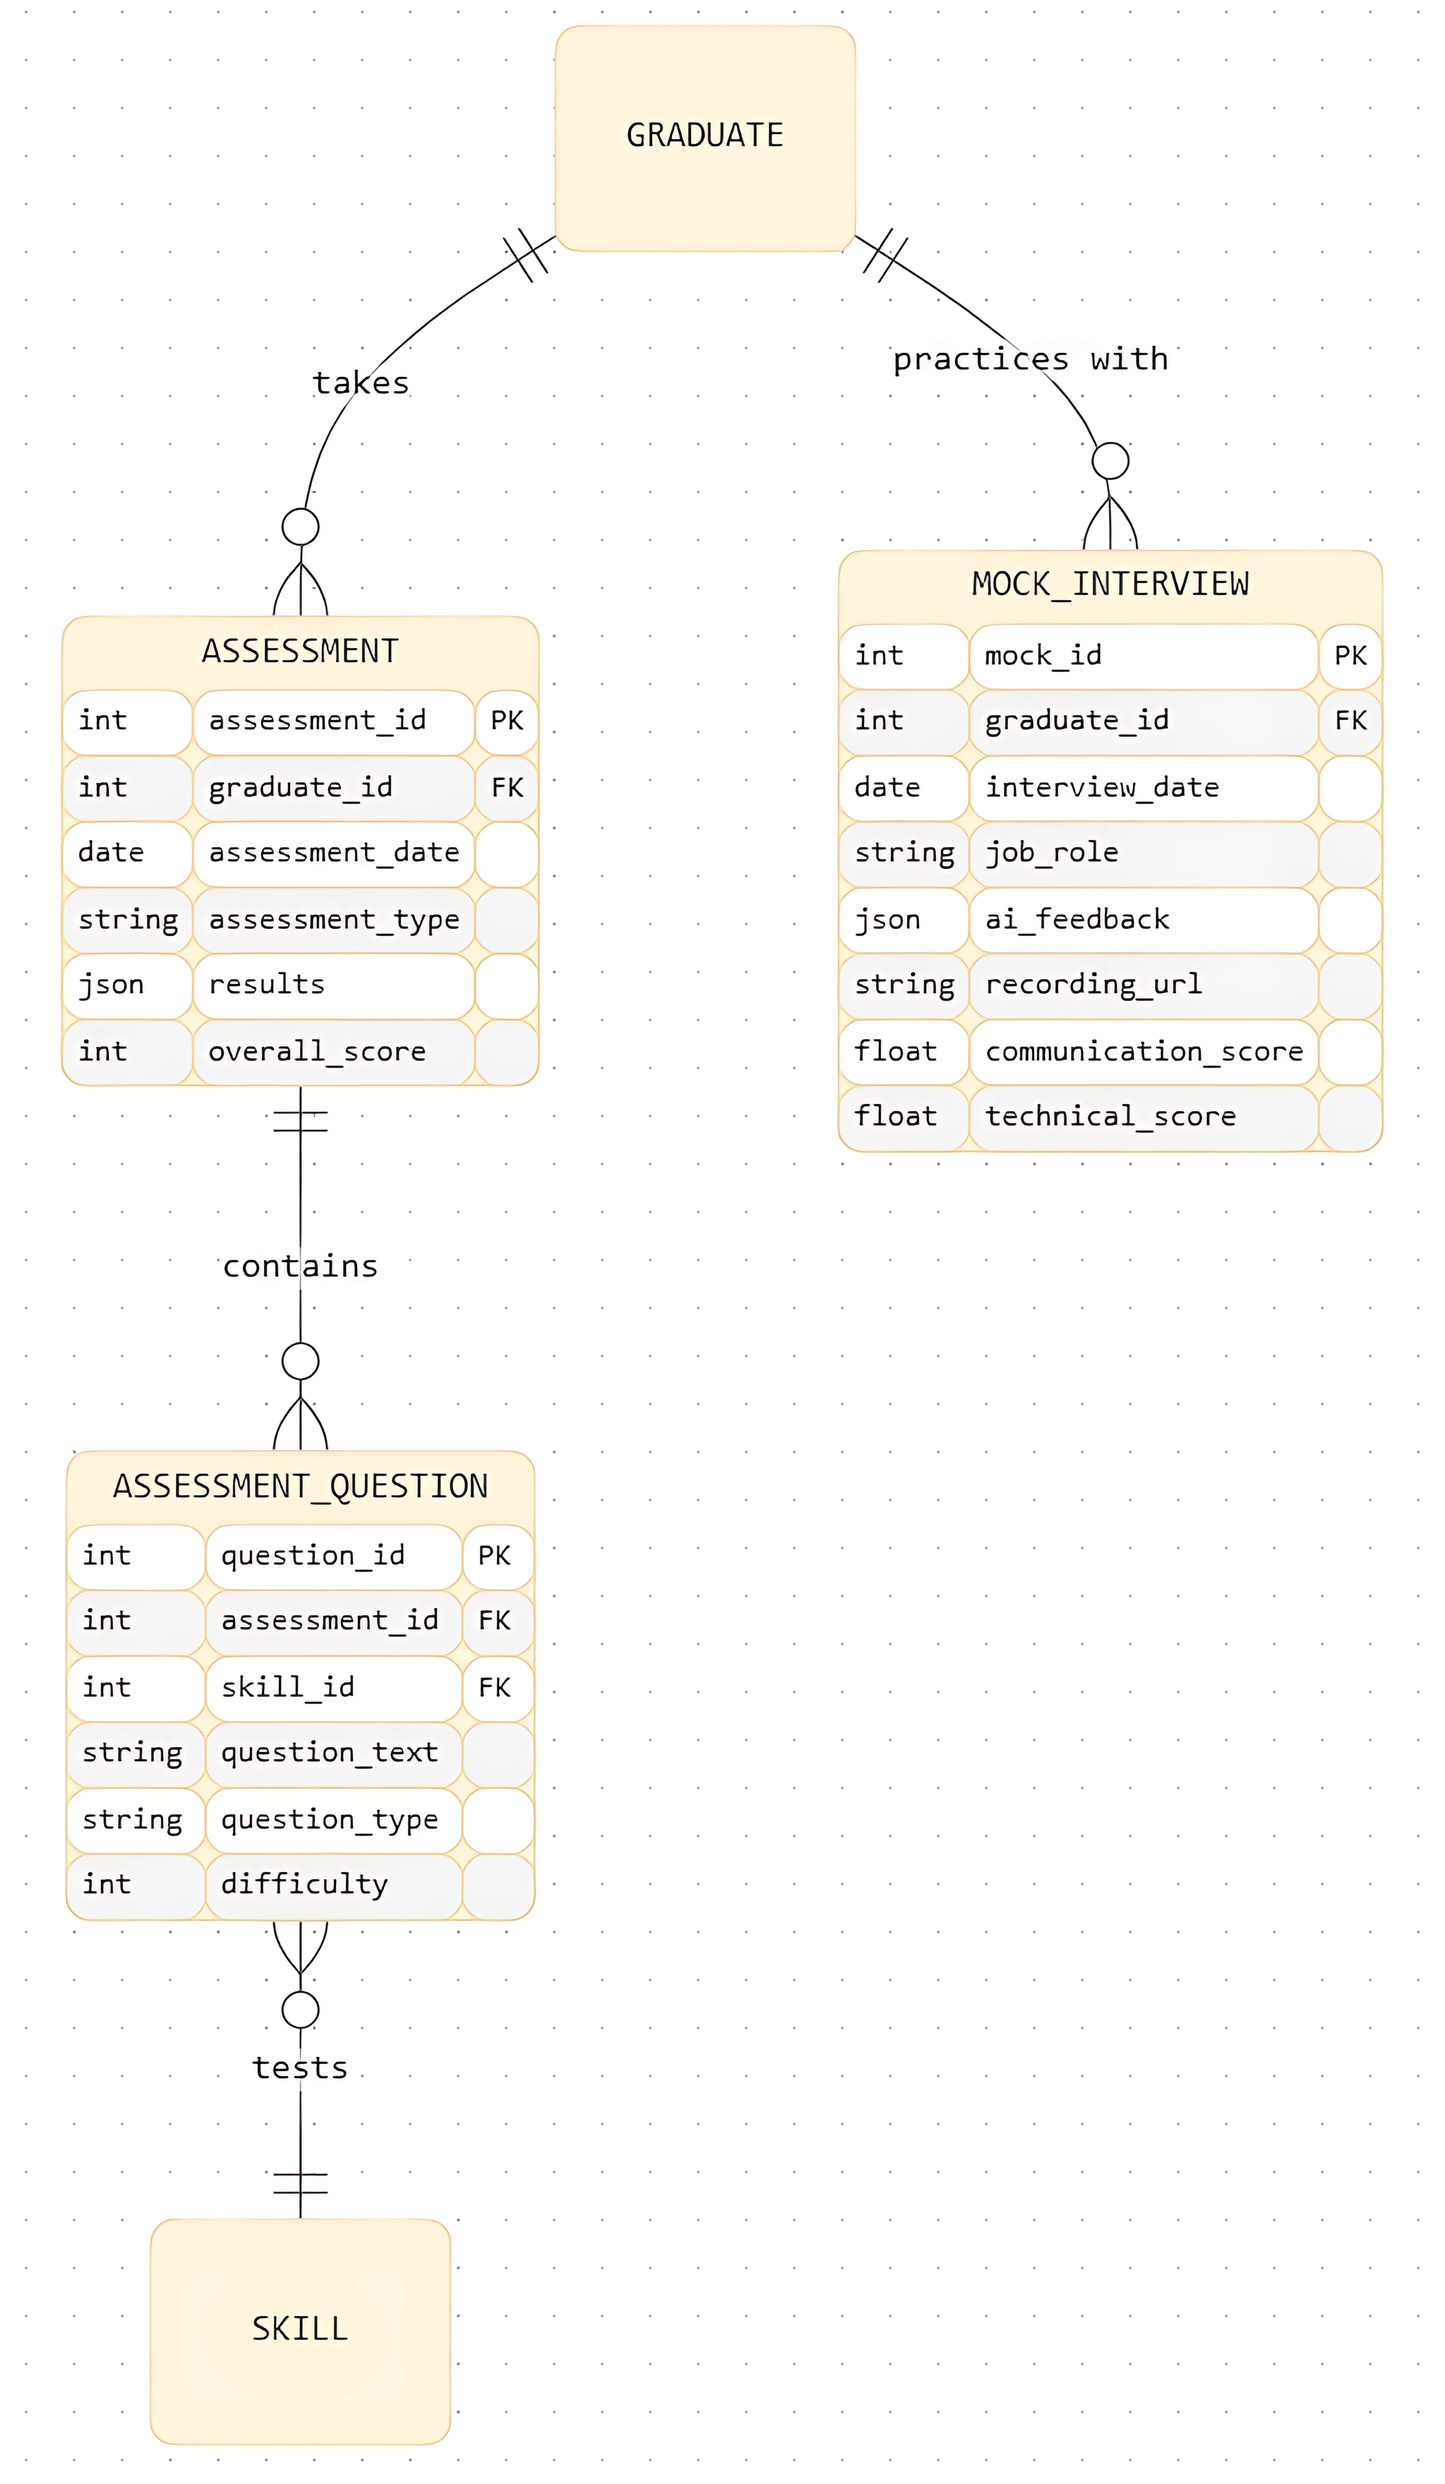 GRADUATE
takes
practices with
ASSESSMENT
int assessment_id PK
int graduate_id FK
date assessment_date
string assessment_type
json results
int overall_score
MOCK_INTERVIEW
int mock_id PK
int graduate_id FK
date interview_date
string job_role
json ai_feedback
string recording_url
float communication_score
float technical_score
contains
ASSESSMENT_QUESTION
int question_id PK
int assessment_id FK
int skill_id FK
string question_text
string question_type
int difficulty
tests
SKILL